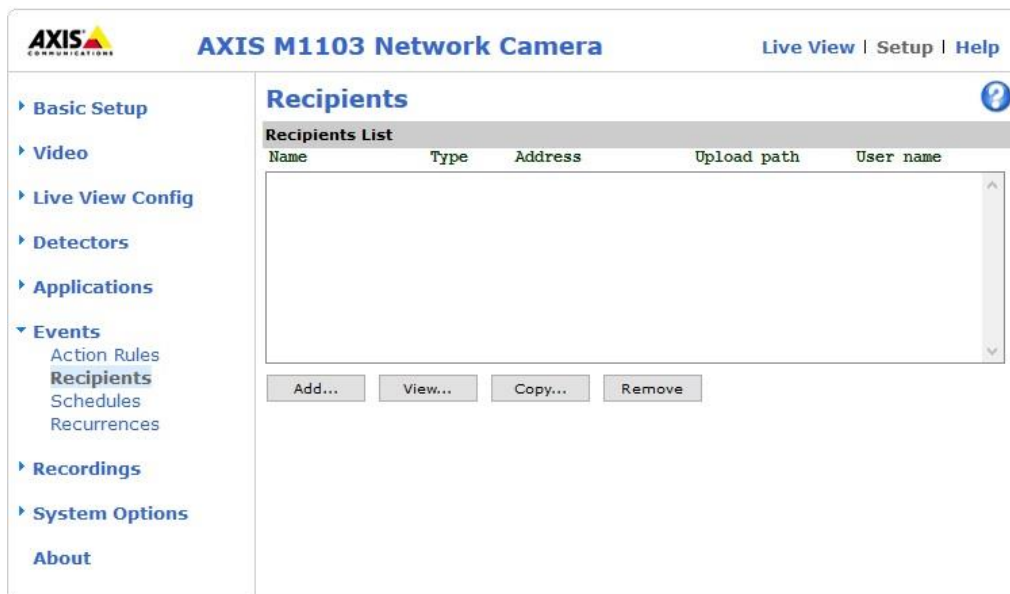 AXIS
COMMUNICATIONS
AXIS M1103 Network Camera
Live View | Setup | Help
Basic Setup
Video
Live View Config
Detectors
Applications
Events
Action Rules
Recipients
Schedules
Recurrences
Recordings
System Options
About
Recipients
?
Recipients List
Name Type Address Upload path User name
Add... View... Copy... Remove